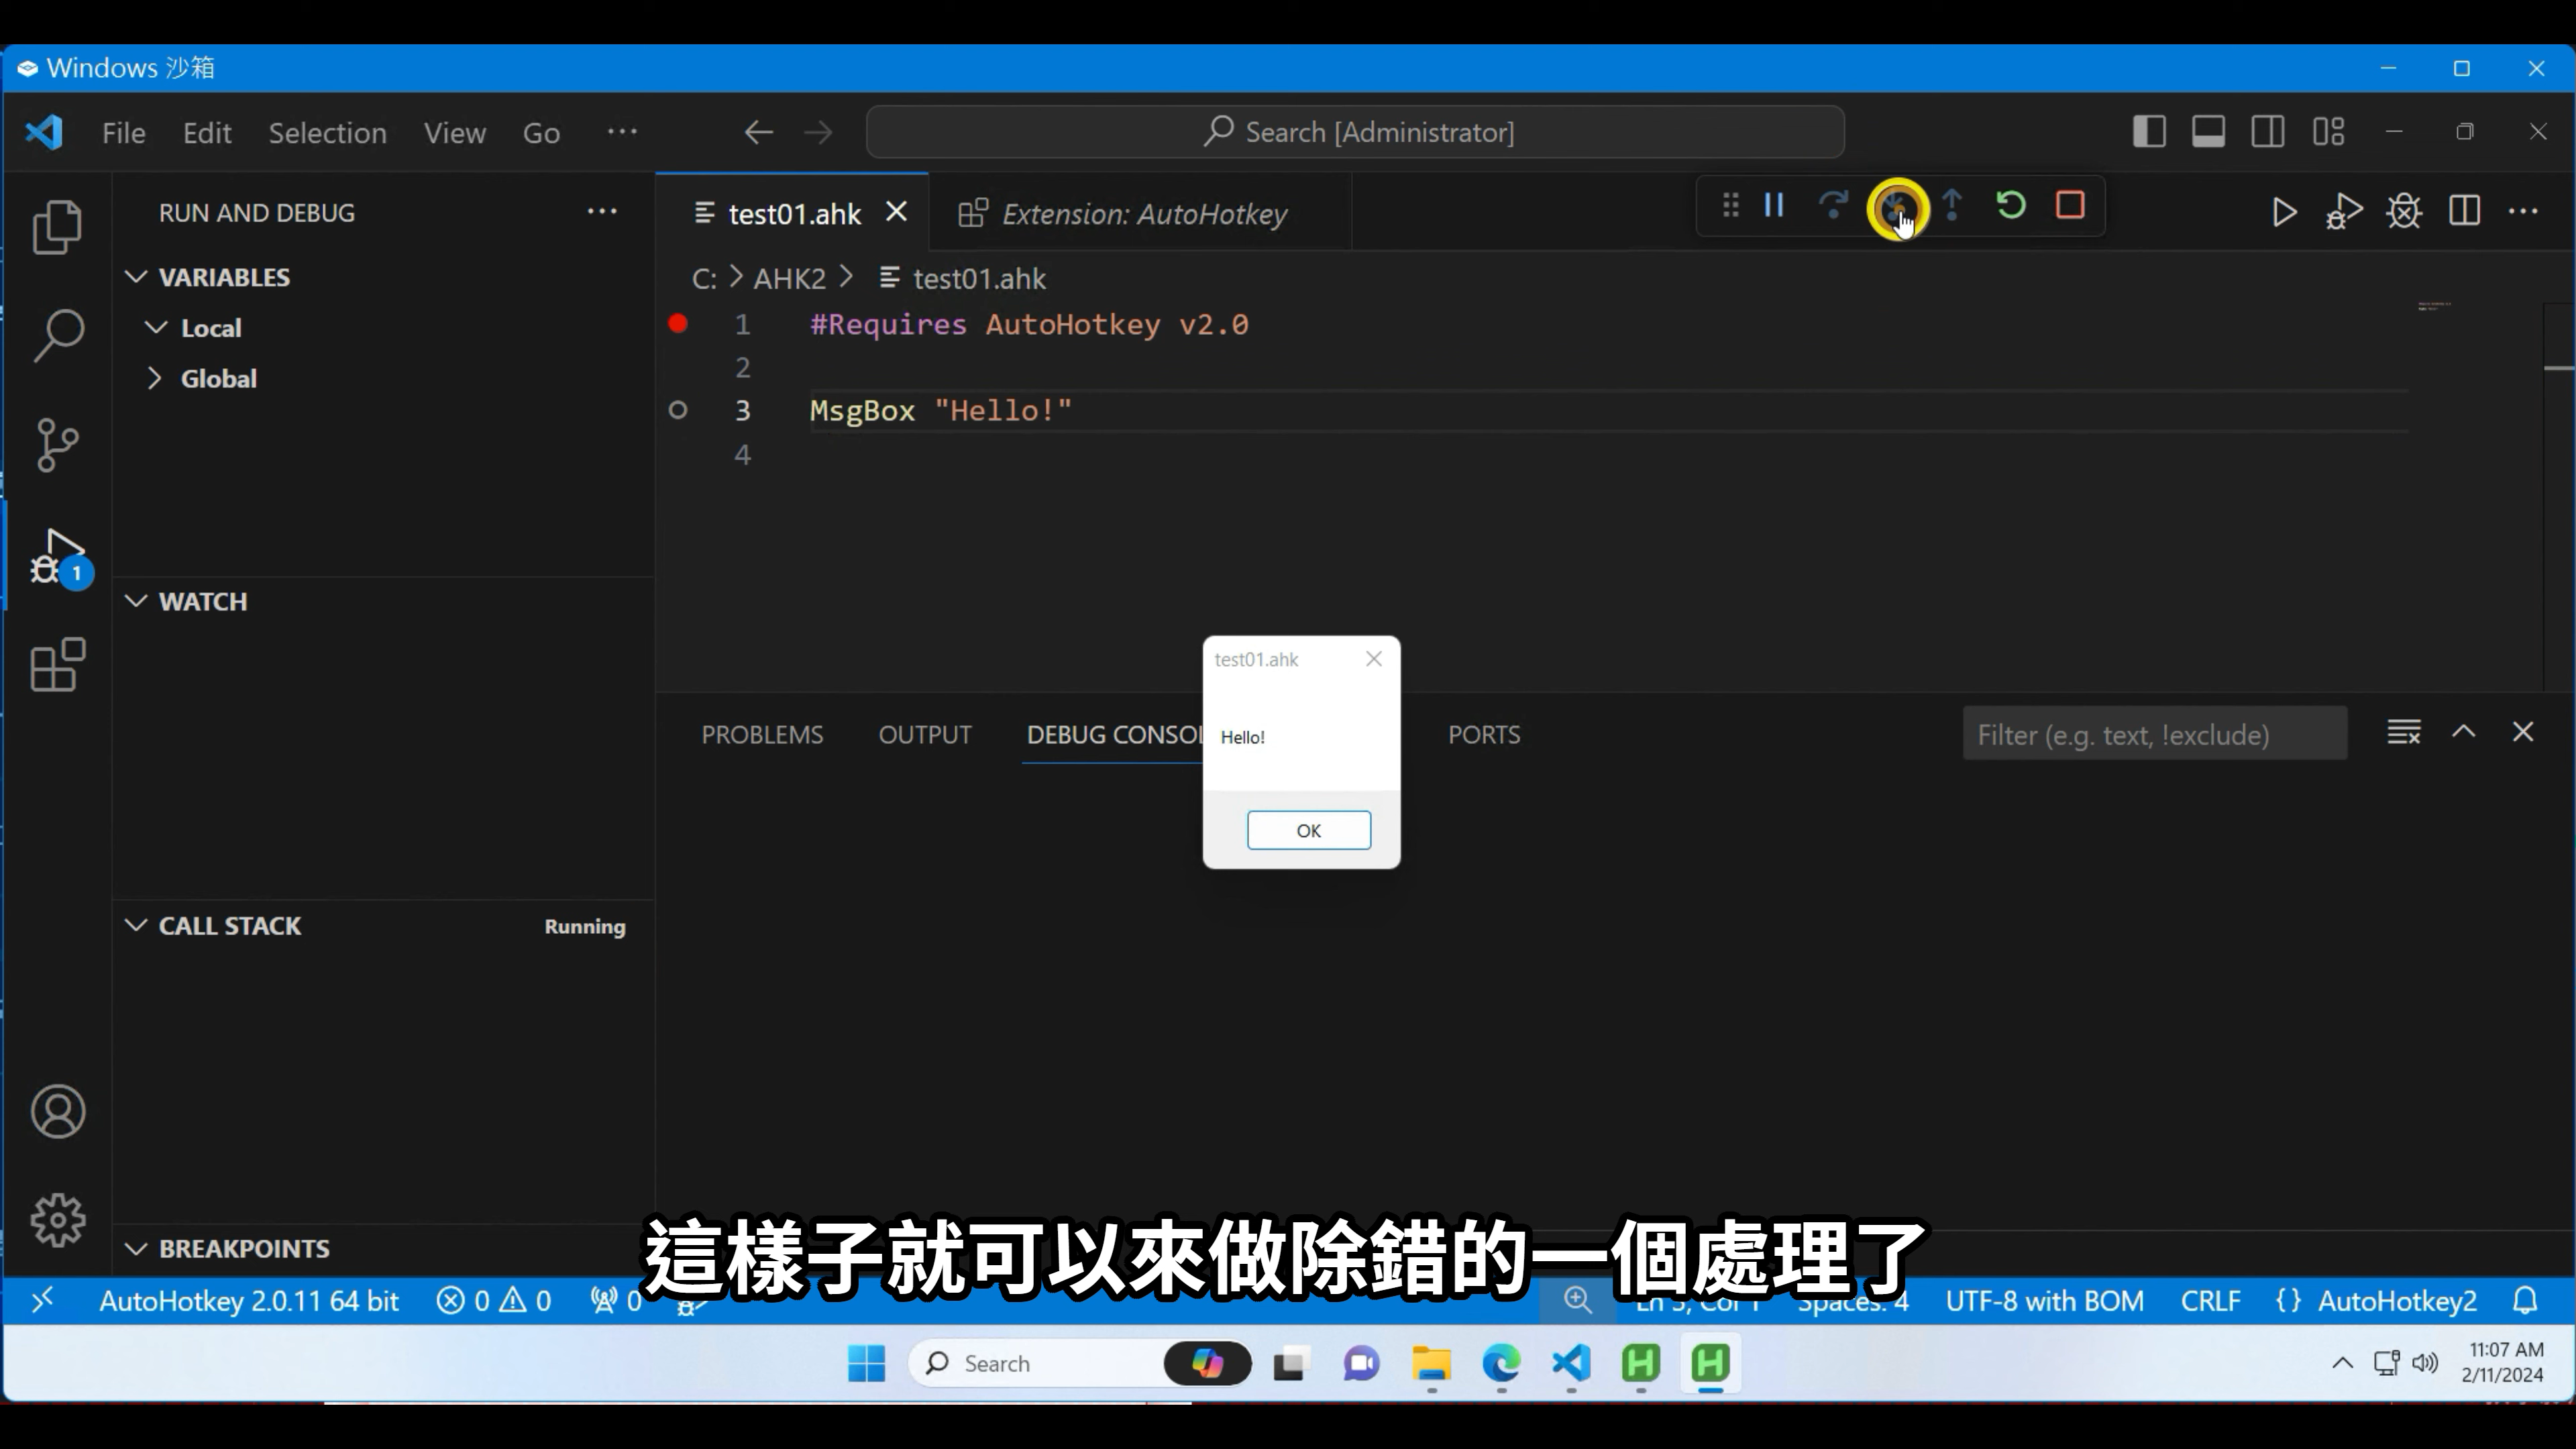 Windows 沙箱
File Edit Selection View Go ··· Search [Administrator]
RUN AND DEBUG ···
test01.ahk
Extension: AutoHotkey
C: > AHK2 > test01.ahk
VARIABLES
Local
Global
1 #Requires AutoHotkey v2.0
2
3 MsgBox "Hello!"
4
WATCH
test01.ahk
Hello!
OK
PROBLEMS OUTPUT DEBUG CONSOL PORTS Filter (e.g. text, !exclude)
1
CALL STACK Running
BREAKPOINTS
這樣子就可以來做除錯的一個處理了
AutoHotkey 2.0.11 64 bit 0 0 0 Spaces: 4 UTF-8 with BOM CRLF {} AutoHotkey2
Search
11:07 AM
2/11/2024